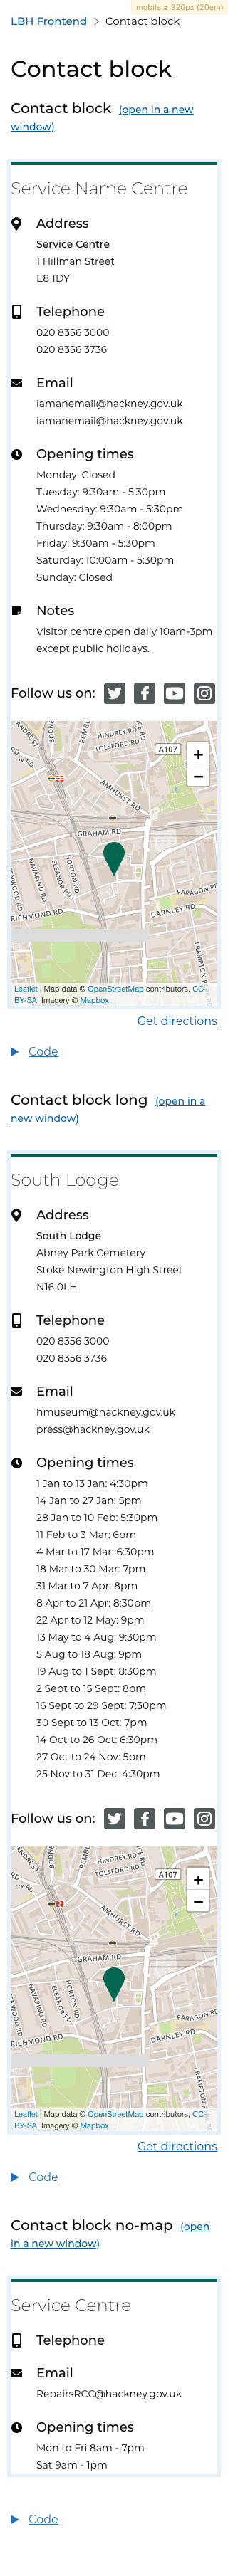 mobile ≥ 320px (20em)
LBH Frontend > Contact block
Contact block
Contact block (open in a new
window)
Service Name Centre
Address
Service Centre
1 Hillman Street
E8 1DY
Telephone
020 8356 3000
020 8356 3736
Email
iamanemail@hackney.gov.uk
iamanemail@hackney.gov.uk
Opening times
Monday: Closed
Tuesday: 9:30am - 5:30pm
Wednesday: 9:30am - 5:30pm
Thursday: 9:30am - 8:00pm
Friday: 9:30am - 5:30pm
Saturday: 10:00am - 5:30pm
Sunday: Closed
Notes
Visitor centre open daily 10am-3pm
except public holidays.
Follow us on:
HINDREY RD
TOLSFORD
A107
+
−
AMHURST RD.
GRAHAM RD
NAVARINO RD.
ELEANOR RD.
HORTON RD.
PARAGON RD
DARNLEY RD.
RICHMOND RD.
FRAMPTON P
Leaflet | Map data © OpenStreetMap contributors, CC-
BY-SA, Imagery © Mapbox
Get directions
Code
Contact block long (open in a
new window)
South Lodge
Address
South Lodge
Abney Park Cemetery
Stoke Newington High Street
N16 0LH
Telephone
020 8356 3000
020 8356 3736
Email
hmuseum@hackney.gov.uk
press@hackney.gov.uk
Opening times
1 Jan to 13 Jan: 4:30pm
14 Jan to 27 Jan: 5pm
28 Jan to 10 Feb: 5:30pm
11 Feb to 3 Mar: 6pm
4 Mar to 17 Mar: 6:30pm
18 Mar to 30 Mar: 7pm
31 Mar to 7 Apr: 8pm
8 Apr to 21 Apr: 8:30pm
22 Apr to 12 May: 9pm
13 May to 4 Aug: 9:30pm
5 Aug to 18 Aug: 9pm
19 Aug to 1 Sept: 8:30pm
2 Sept to 15 Sept: 8pm
16 Sept to 29 Sept: 7:30pm
30 Sept to 13 Oct: 7pm
14 Oct to 26 Oct: 6:30pm
27 Oct to 24 Nov: 5pm
25 Nov to 31 Dec: 4:30pm
Follow us on:
HINDREY RD
TOLSFORD
A107
+
−
AMHURST RD.
GRAHAM RD
NAVARINO RD.
ELEANOR RD.
HORTON RD.
PARAGON RD
DARNLEY RD.
RICHMOND RD.
FRAMPTON P
Leaflet | Map data © OpenStreetMap contributors, CC-
BY-SA, Imagery © Mapbox
Get directions
Code
Contact block no-map (open
in a new window)
Service Centre
Telephone
Email
RepairsRCC@hackney.gov.uk
Opening times
Mon to Fri 8am - 7pm
Sat 9am - 1pm
Code